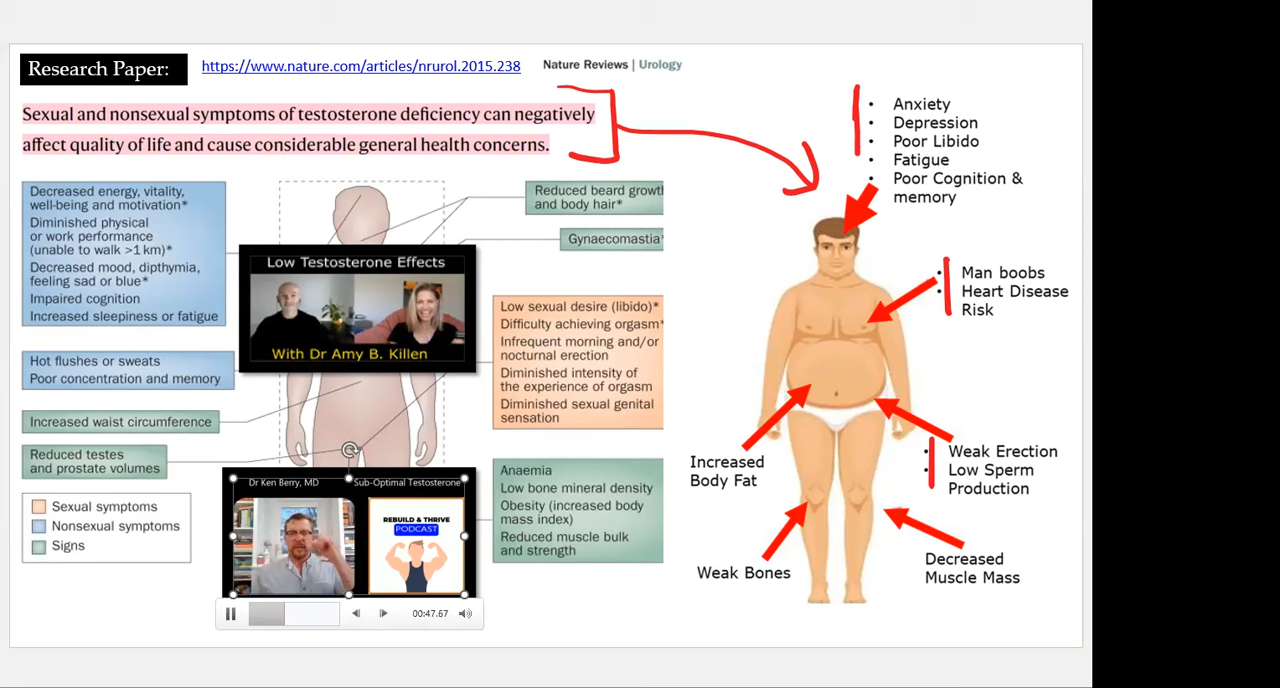 Research Paper:
https://www.nature.com/articles/nrurol.2015.238
Nature Reviews | Urology
Sexual and nonsexual symptoms of testosterone deficiency can negatively
affect quality of life and cause considerable general health concerns.
Decreased energy, vitality,
well-being and motivation*
Diminished physical
or work performance
(unable to walk >1 km)*
Decreased mood, dipthymia,
feeling sad or blue*
Impaired cognition
Increased sleepiness or fatigue
Hot flushes or sweats
Poor concentration and memory
Increased waist circumference
Reduced testes
and prostate volumes
Sexual symptoms
Nonsexual symptoms
Signs
Low Testosterone Effects
With Dr Amy B. Killen
Dr Ken Berry, MD
Sub-Optimal Testosterone
REBUILD & THRIVE
PODCAST
00:47.67
Reduced beard growth
and body hair*
Gynaecomastia*
Low sexual desire (libido)*
Difficulty achieving orgasm*
Infrequent morning and/or
nocturnal erection
Diminished intensity of
the experience of orgasm
Diminished sexual genital
sensation
Anaemia
Low bone mineral density
Obesity (increased body
mass index)
Reduced muscle bulk
and strength
• Anxiety
• Depression
• Poor Libido
• Fatigue
• Poor Cognition &
memory
• Man boobs
• Heart Disease
Risk
Increased
Body Fat
• Weak Erection
• Low Sperm
Production
Weak Bones
Decreased
Muscle Mass